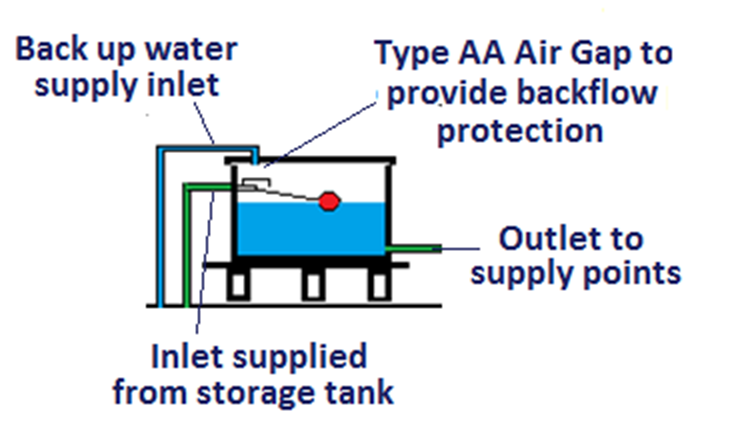 Back up water
supply inlet
Type AA Air Gap to
provide backflow
protection
Outlet to
supply points
Inlet supplied
from storage tank